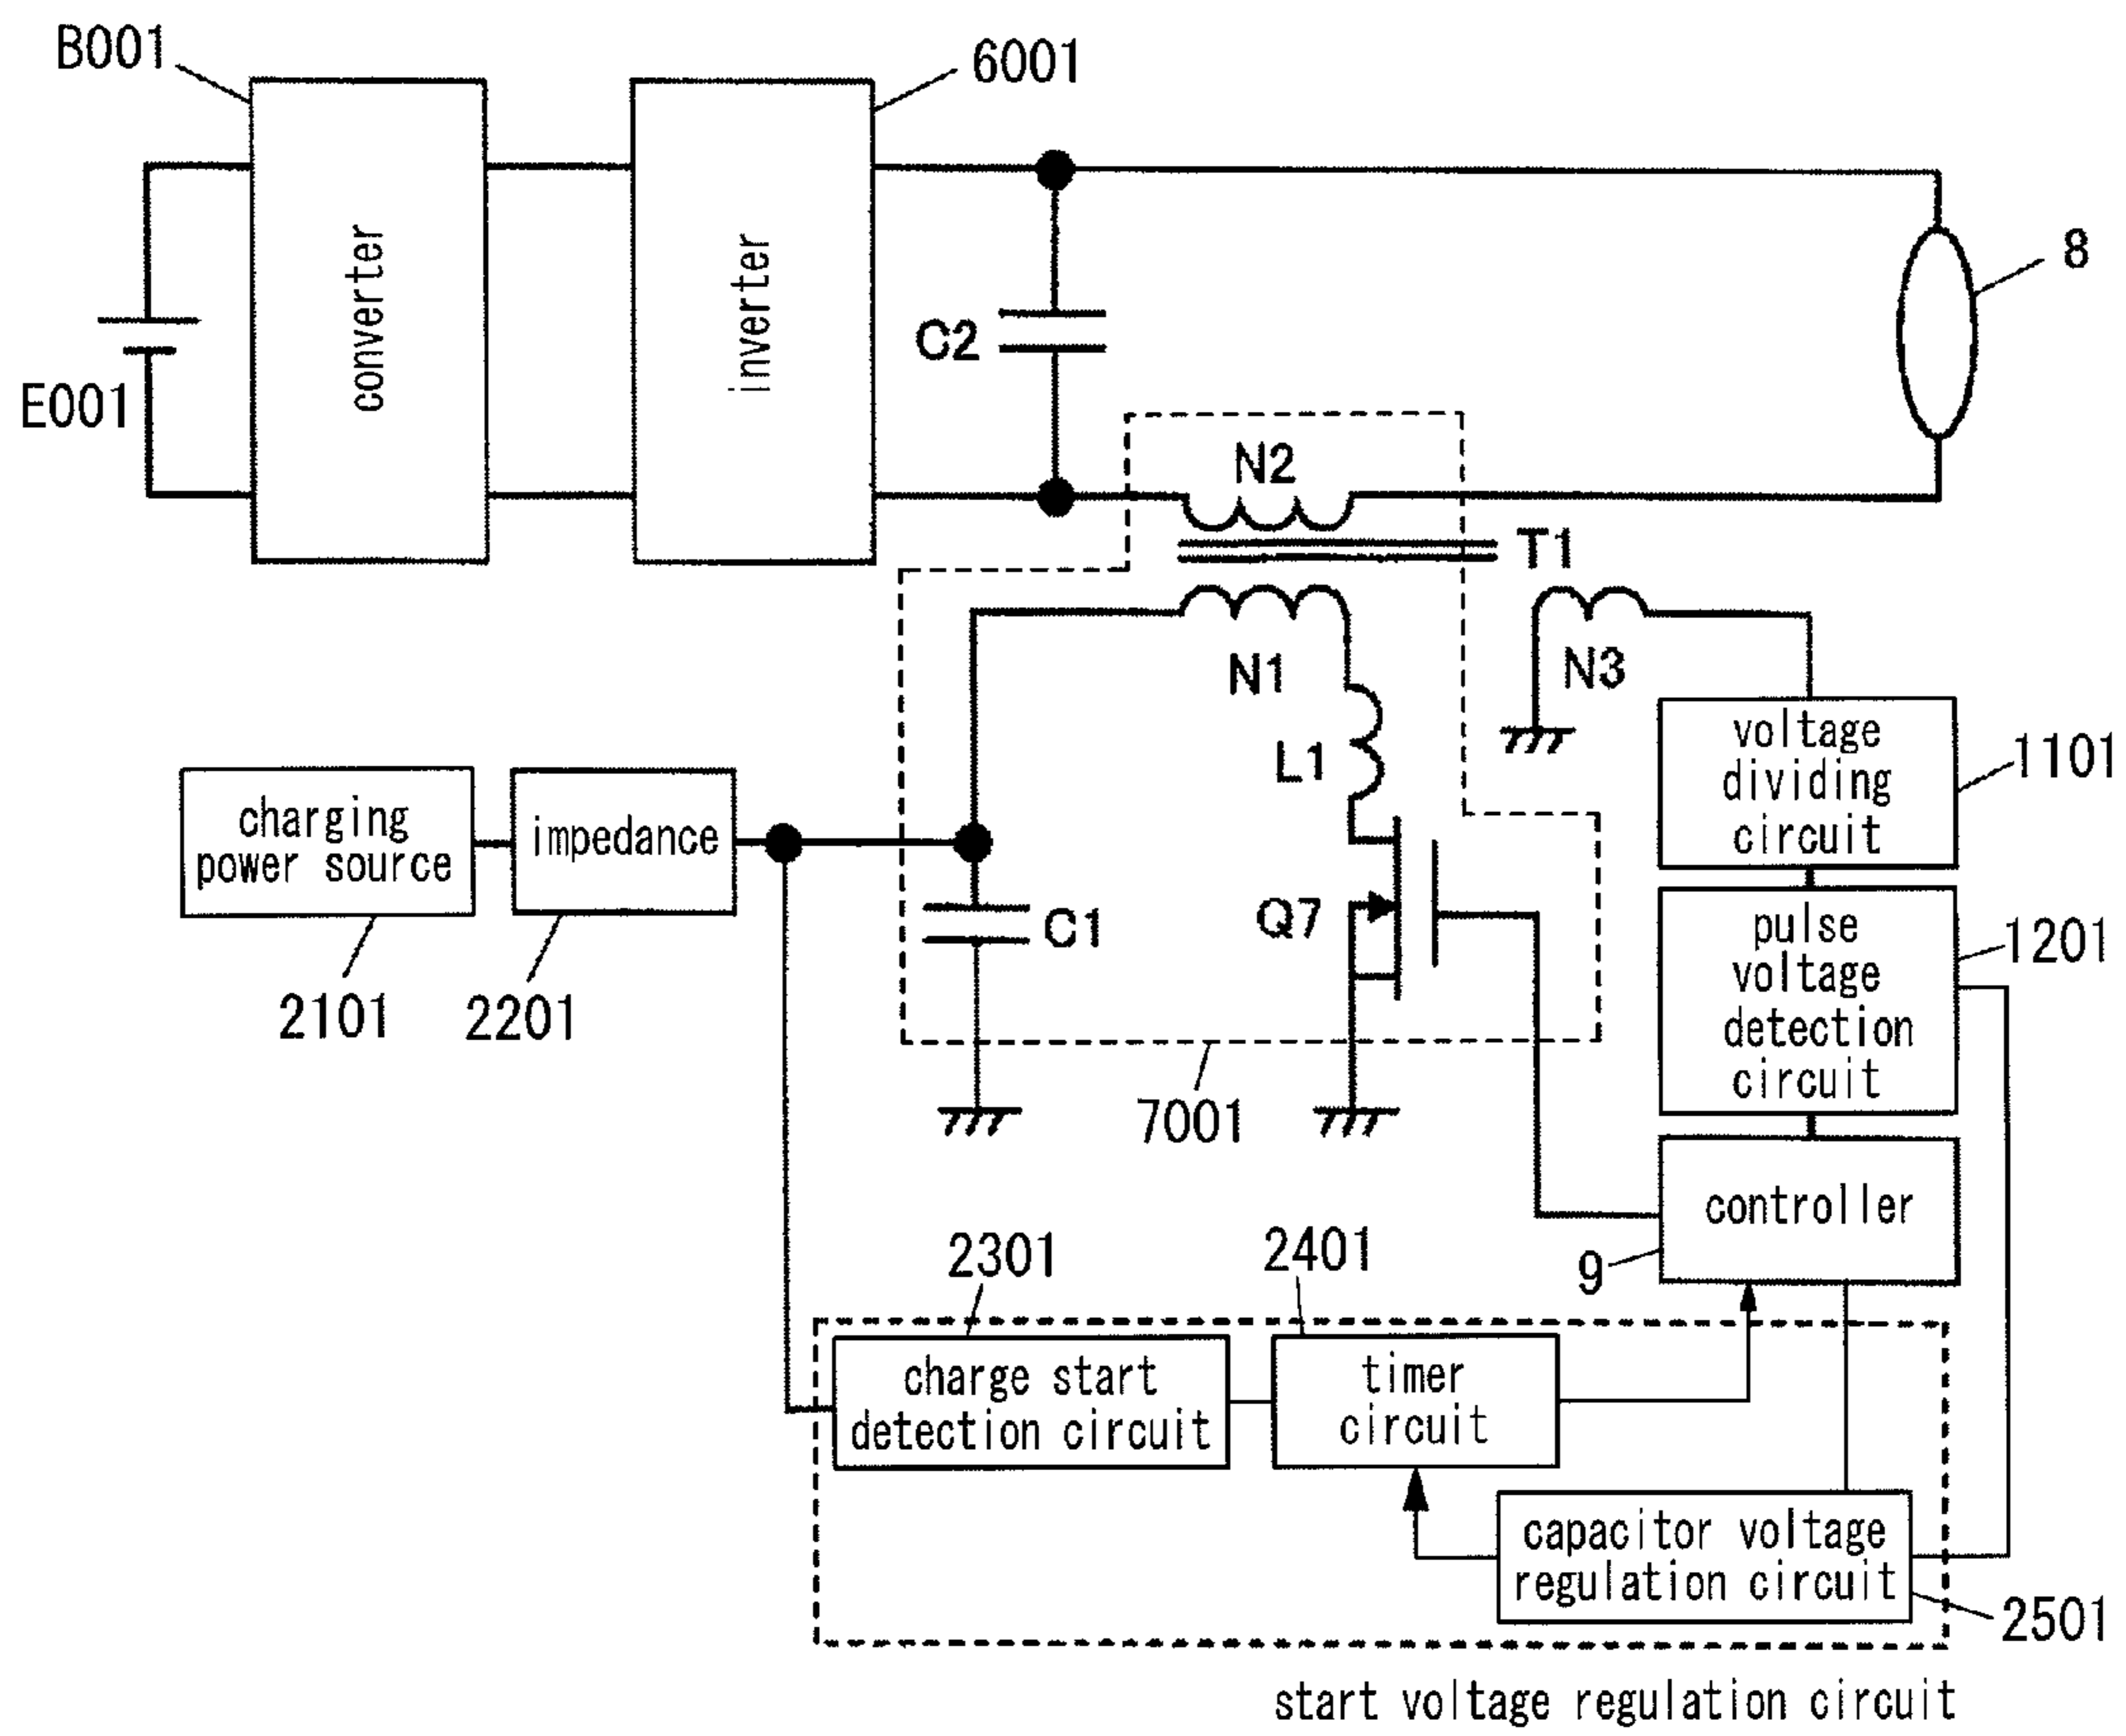 B001
6001
converter
inverter
8
C2
E001
N2
T1
N1
N3
L1
voltage
dividing
circuit
1101
charging
power source
impedance
C1
Q7
pulse
voltage
detection
circuit
1201
2101
2201
7001
controller
9
2301
2401
charge start
detection circuit
timer
circuit
capacitor voltage
regulation circuit
2501
start voltage regulation circuit